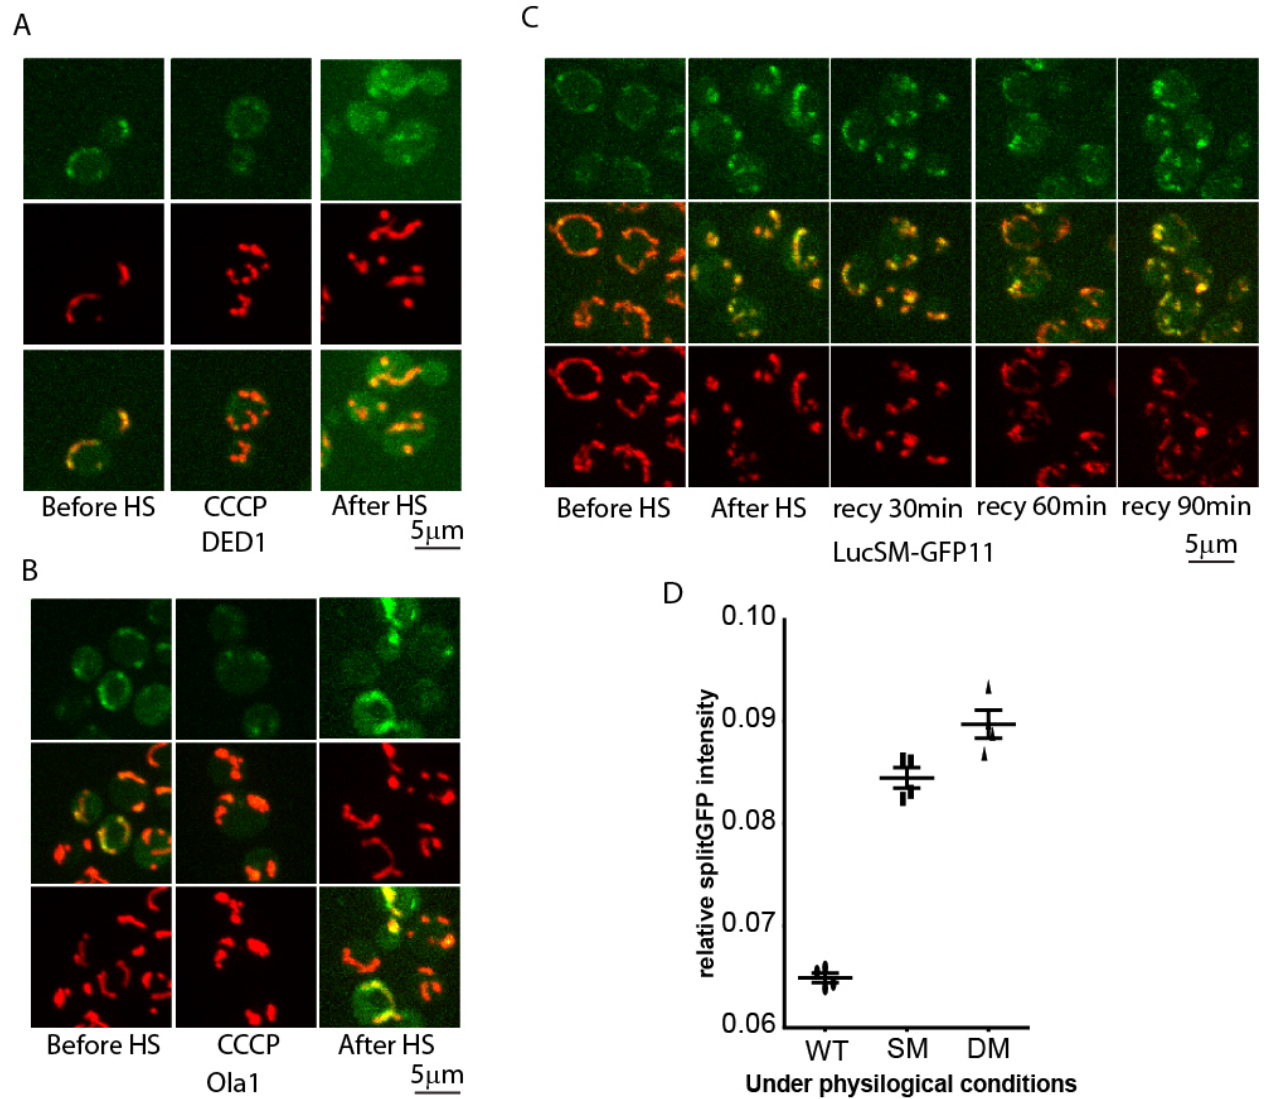 A
Before HS
CCCP
After HS
DED1
5μm
B
Before HS
CCCP
After HS
Ola1
5μm
C
Before HS
After HS
recy 30min
recy 60min
recy 90min
LucSM-GFP11
5μm
D
relative splitGFP intensity
0.10
0.09
0.08
0.07
0.06
WT
SM
DM
Under physilogical conditions